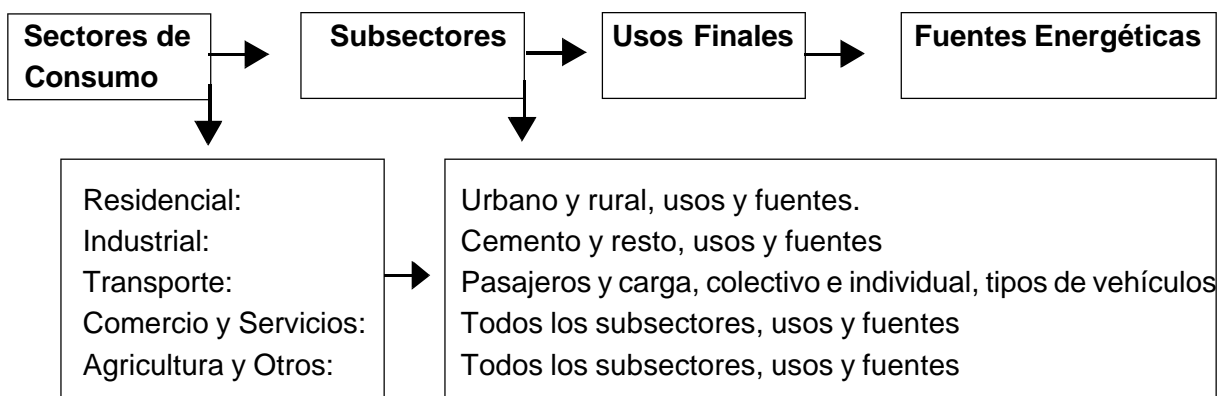 Sectores de
Consumo
Subsectores
Usos Finales
Fuentes Energéticas
Residencial:
Industrial:
Transporte:
Comercio y Servicios:
Agricultura y Otros:
Urbano y rural, usos y fuentes.
Cemento y resto, usos y fuentes
Pasajeros y carga, colectivo e individual, tipos de vehículos
Todos los subsectores, usos y fuentes
Todos los subsectores, usos y fuentes